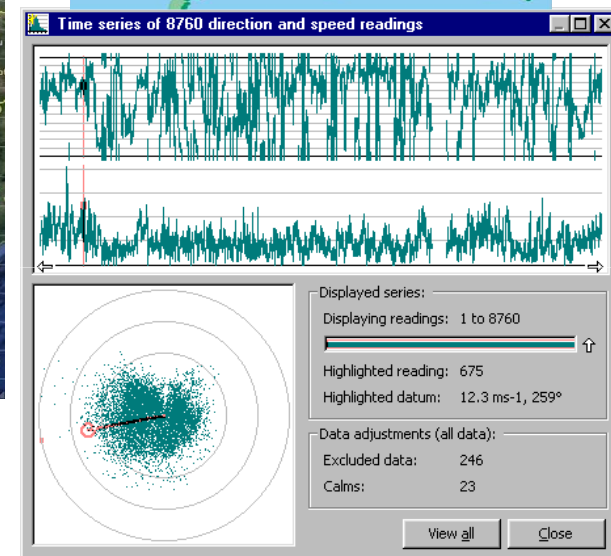 Time series of 8760 direction and speed readings
Displayed series:
Displaying readings: 1 to 8760
Highlighted reading: 675
Highlighted datum: 12.3 ms-1, 259°
Data adjustments (all data):
Excluded data: 246
Calms: 23
View all Close